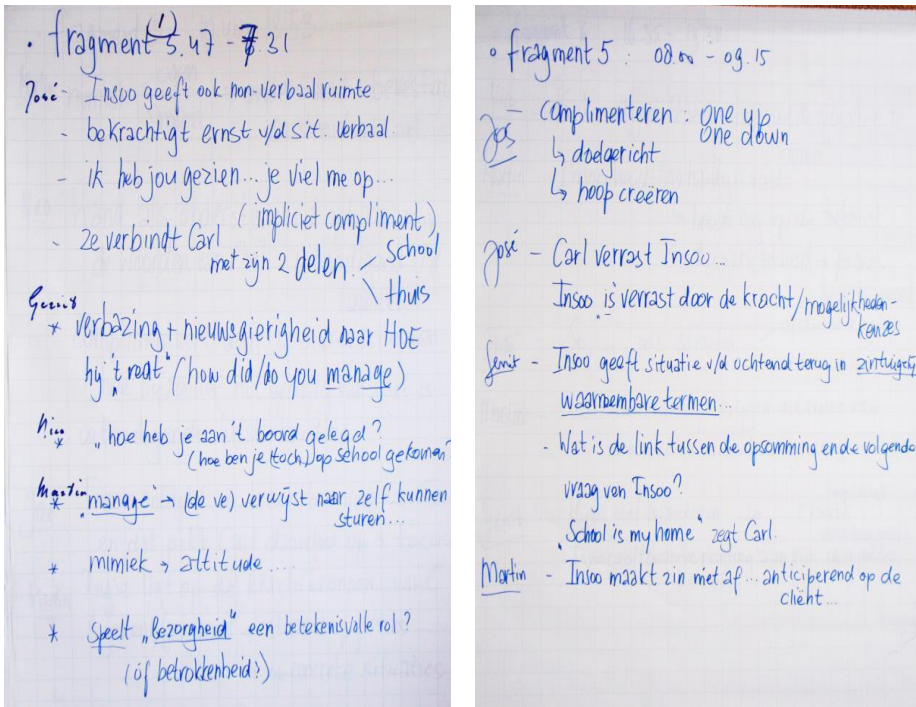 • fragment (1) 5.47 - 7.31
José - Insoo geeft ook non-verbaal ruimte
- bekrachtigt ernst v/d sit. verbaal.
- ik heb jou gezien... je viel me op...
(impliciet compliment)
- Ze verbindt Carl
met zijn 2 delen. school
thuis
Gerrit
* verbazing + nieuwsgierigheid naar HOE
hij 't rooit" (how did/do you manage)
* „hoe heb je aan 't boord gelegd?
(hoe ben je (toch) op school gekomen?
Martin
* „manage" → (de ve) verwijst naar zelf kunnen
sturen...
* mimiek → attitude....
* speelt „Bezorgheid" een betekenisvolle rol?
(óf betrokkenheid?)
• fragment 5 : 08.00 - 09.15
Jos
- complimenteren : one up
one down
↳ doelgericht
↳ hoop creëren
José - Carl verrast Insoo...
Insoo is verrast door de kracht/mogelijkheden-
keuzes
Gerrit - Insoo geeft situatie v/d ochtend terug in zintuigely
waarneembare termen...
- Wat is de link tussen de opsomming en de volgende
vraag van Insoo?
„School is my home" zegt Carl.
Martin - Insoo maakt zin niet af... anticiperend op de
cliënt...